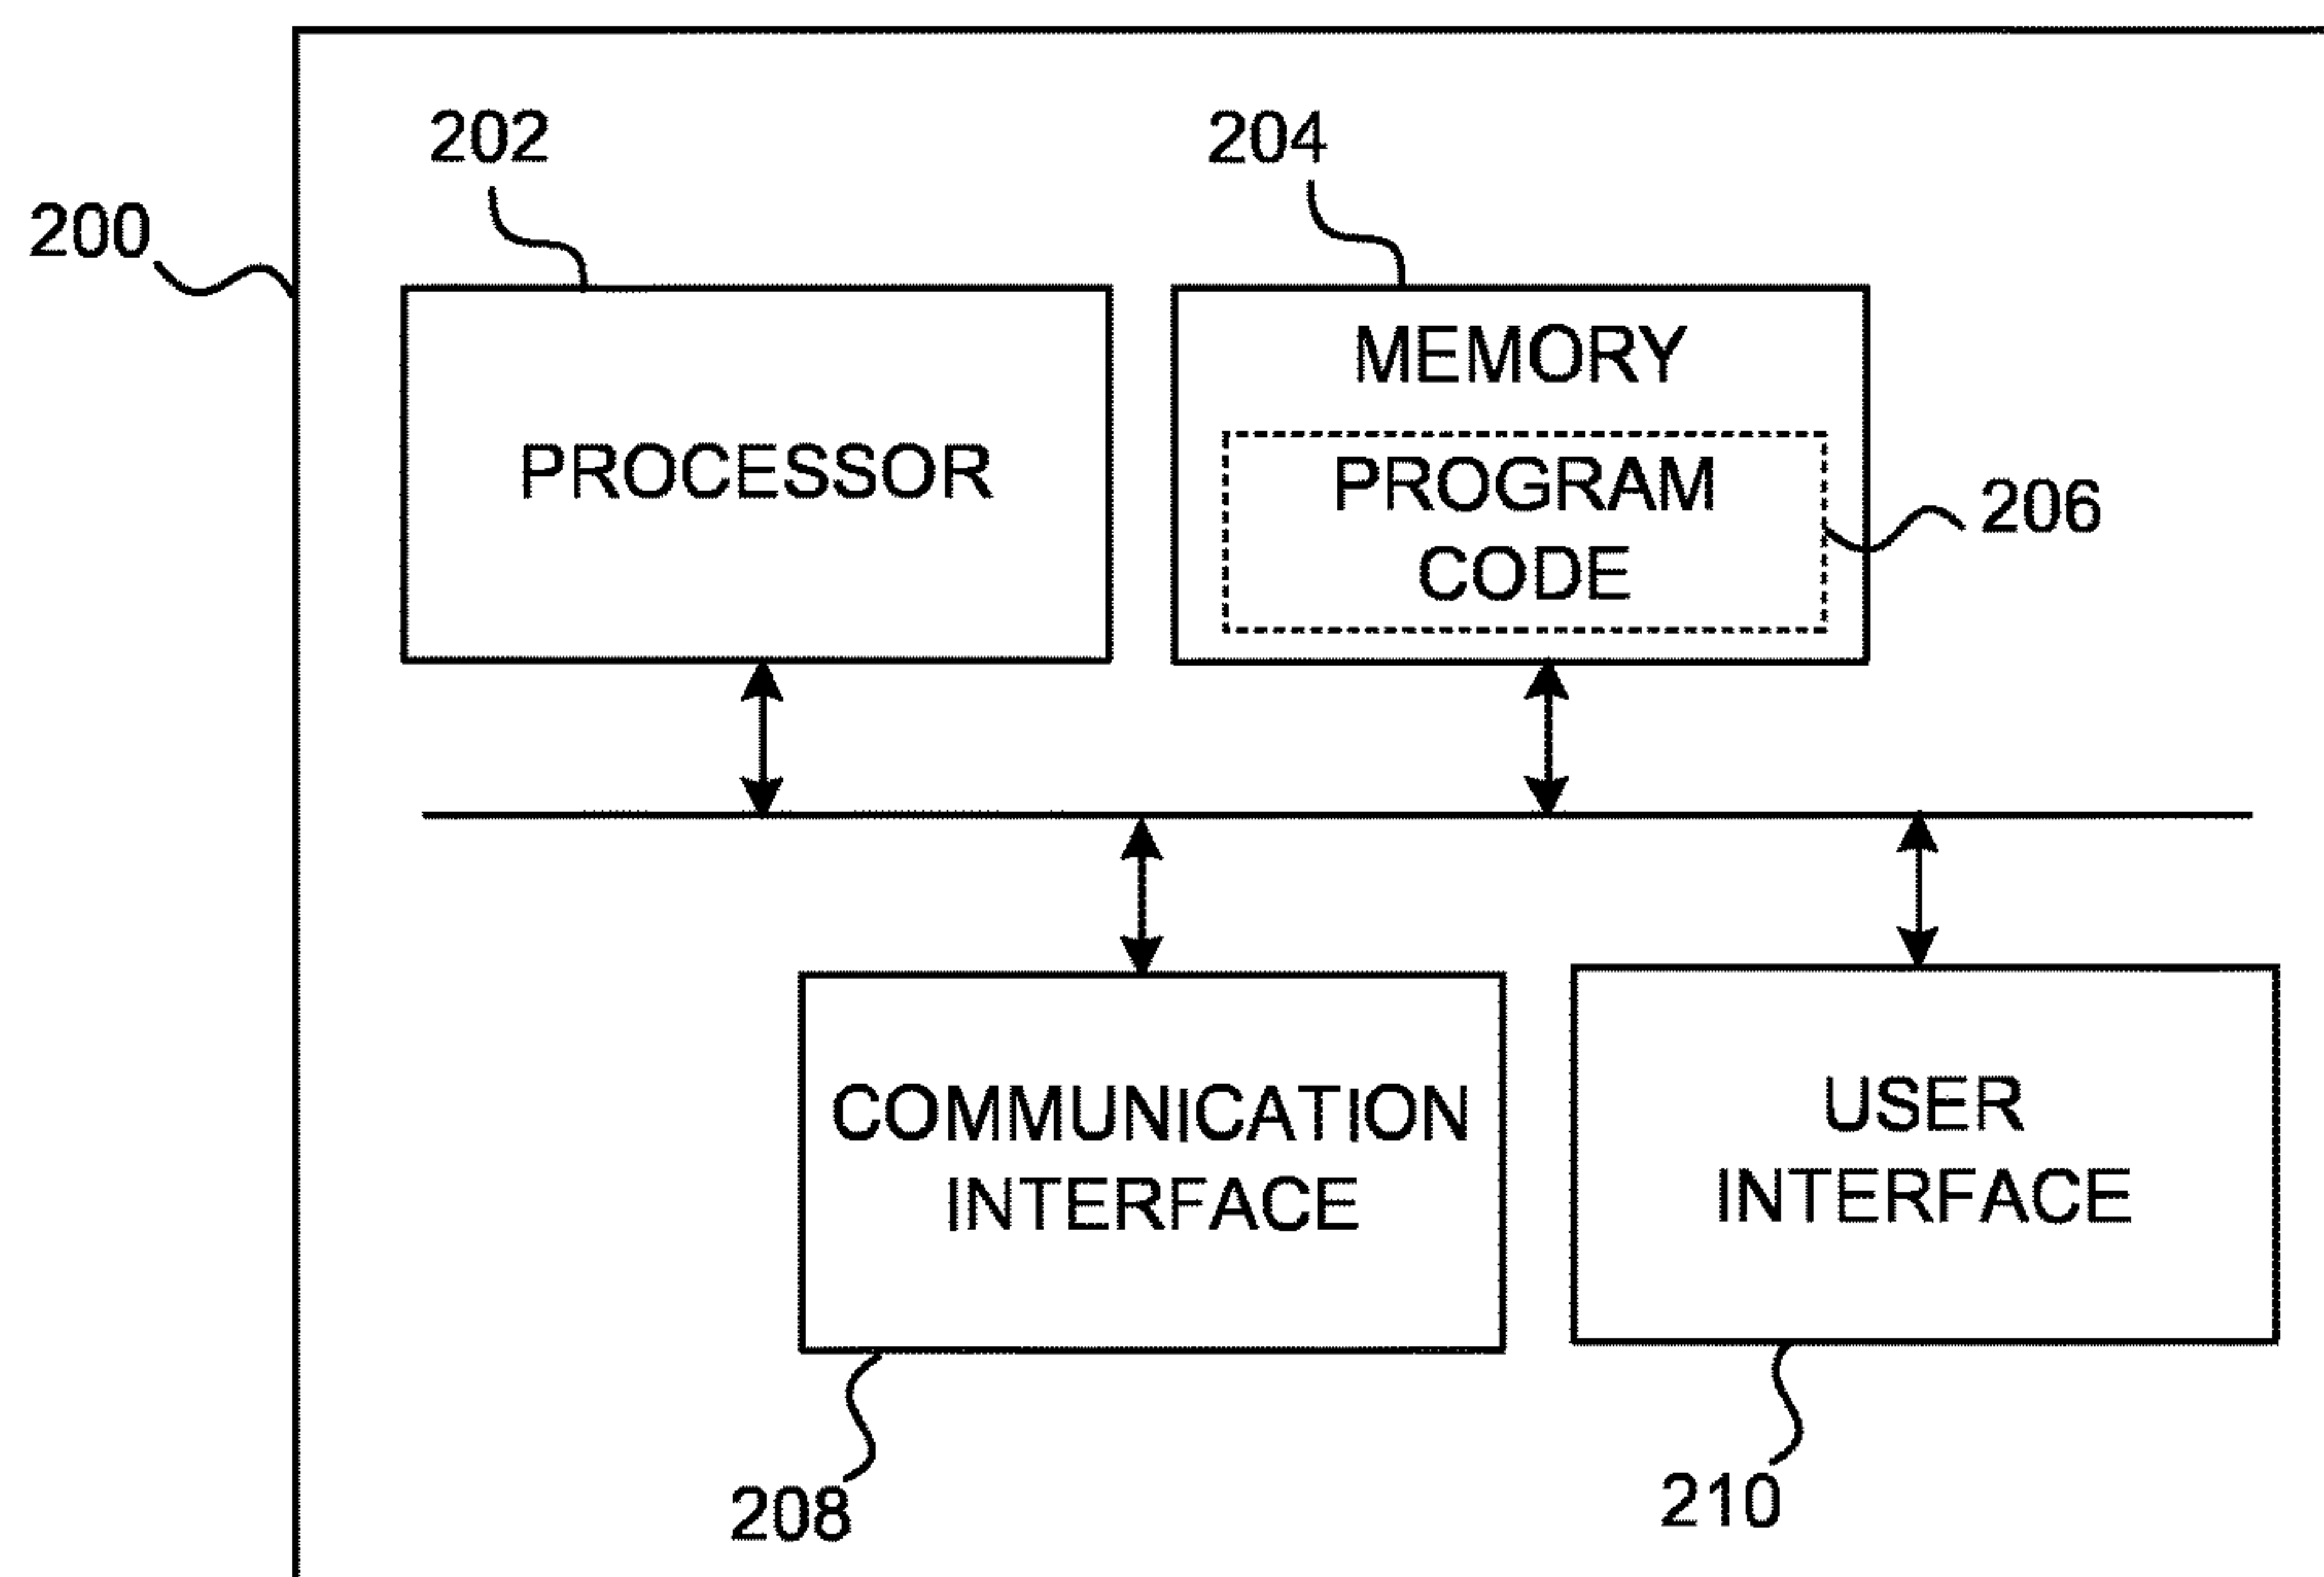 202
204
200
MEMORY
PROCESSOR
PROGRAM
CODE
206
COMMUNICATION
INTERFACE
USER
INTERFACE
208
210